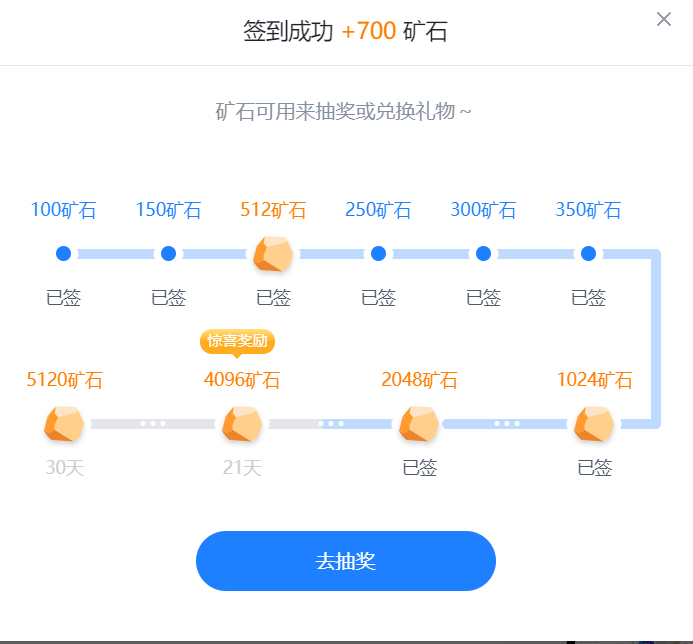 签到成功 +700 矿石
矿石可用来抽奖或兑换礼物~
100矿石 150矿石 512矿石 250矿石 300矿石 350矿石
已签 已签 已签 已签 已签 已签
惊喜奖励
5120矿石 4096矿石 2048矿石 1024矿石
30天 21天 已签 已签
去抽奖